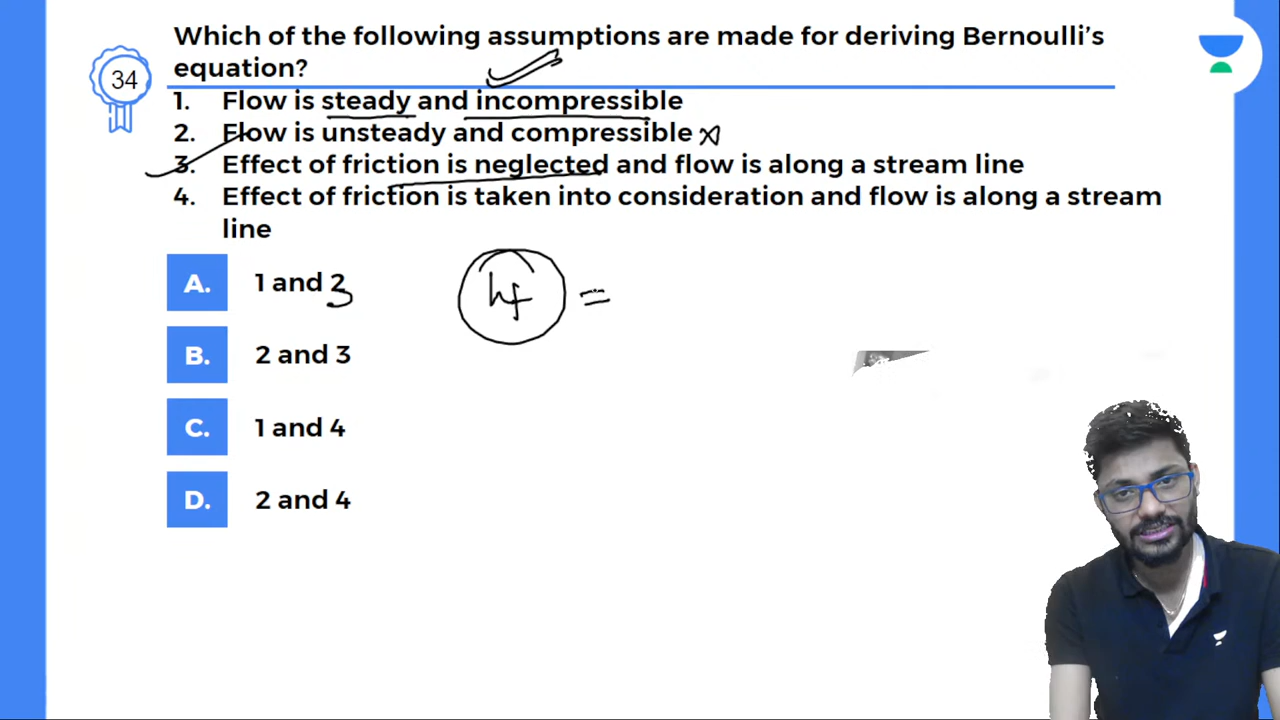 Which of the following assumptions are made for deriving Bernoulli's
equation?
34
1. Flow is steady and incompressible
2. Flow is unsteady and compressible x
3. Effect of friction is neglected and flow is along a stream line
4. Effect of friction is taken into consideration and flow is along a stream
line
A. 1 and 2
3
hf =
B. 2 and 3
C. 1 and 4
D. 2 and 4